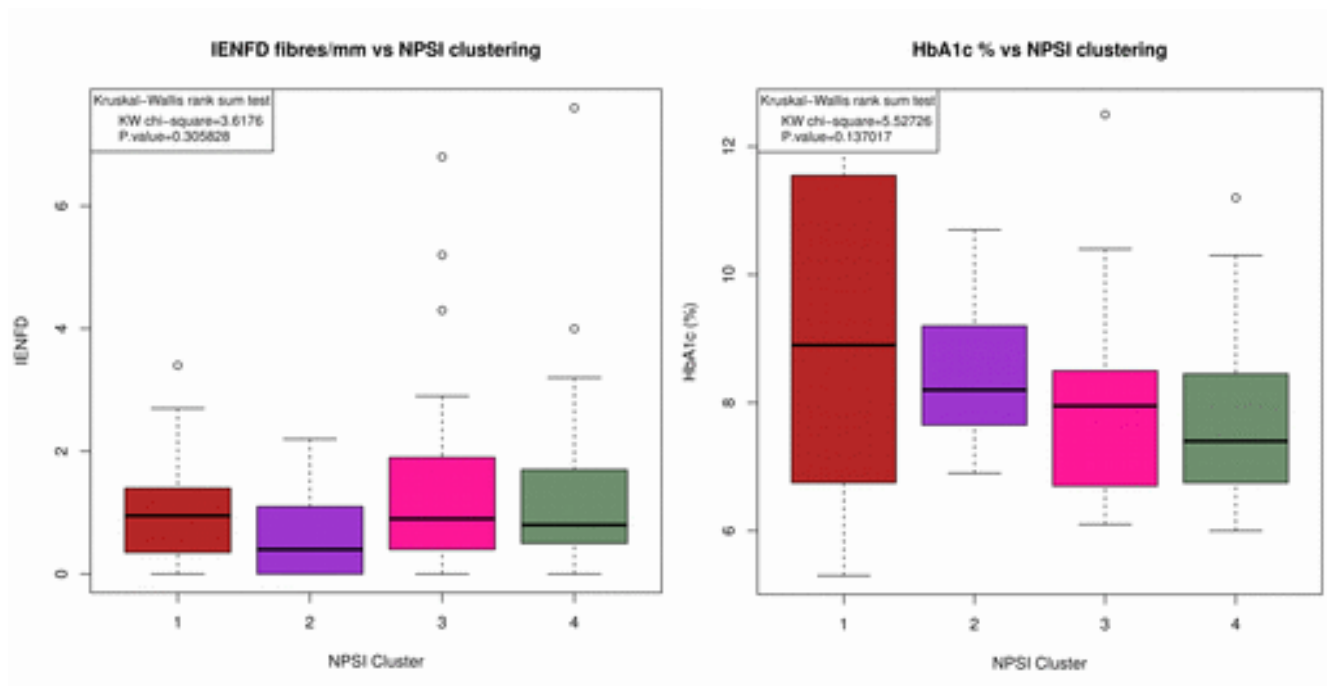 IENFD fibres/mm vs NPSI clustering
Kruskal-Wallis rank sum test
KW chi-square=3.6176
P.value=0.305828
IENFD
0
2
4
6
1
2
3
4
NPSI Cluster
HbA1c % vs NPSI clustering
Kruskal-Wallis rank sum test
KW chi-square=5.52726
P.value=0.137017
HbA1c (%)
6
8
10
12
1
2
3
4
NPSI Cluster